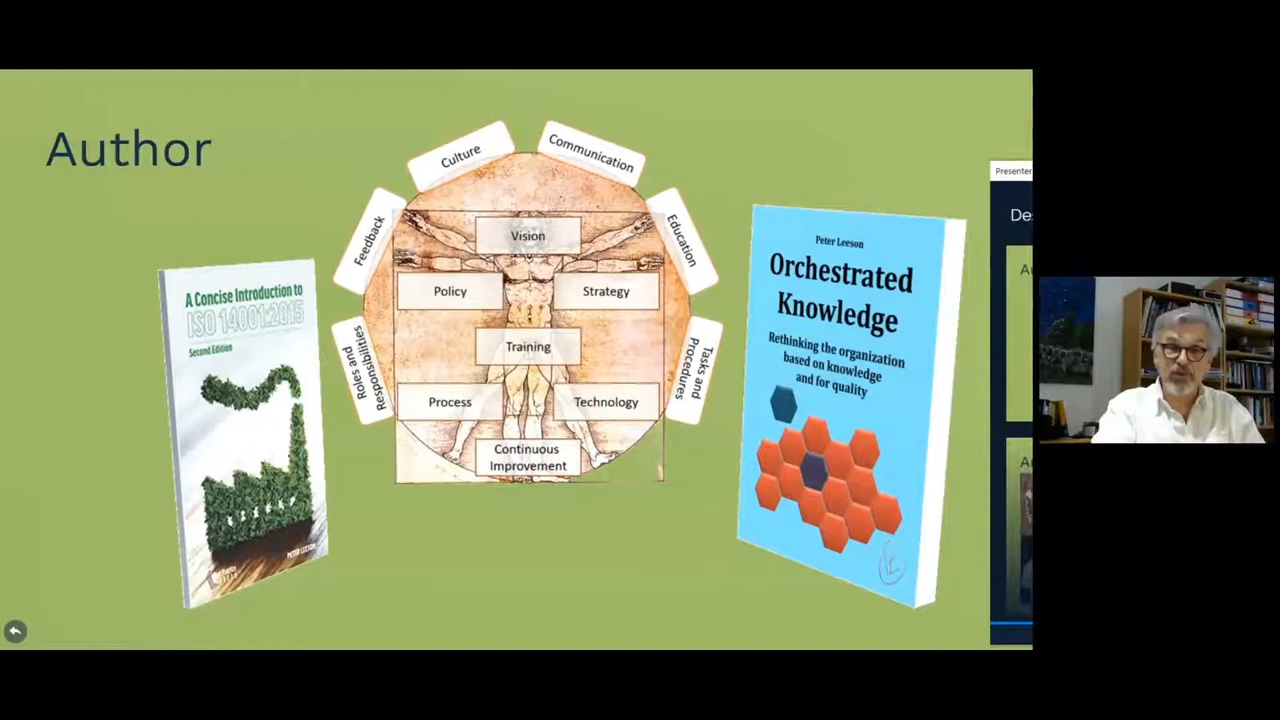 Author
Culture
Communication
Feedback
Education
Vision
Policy
Strategy
Roles and
Responsibilities
Training
Tasks and
Procedures
Process
Technology
Continuous
Improvement
A Concise Introduction to
ISO 14001:2015
Second Edition
PETER LEESON
Peter Leeson
Orchestrated
Knowledge
Rethinking the organization
based on knowledge
and for quality
Presenter